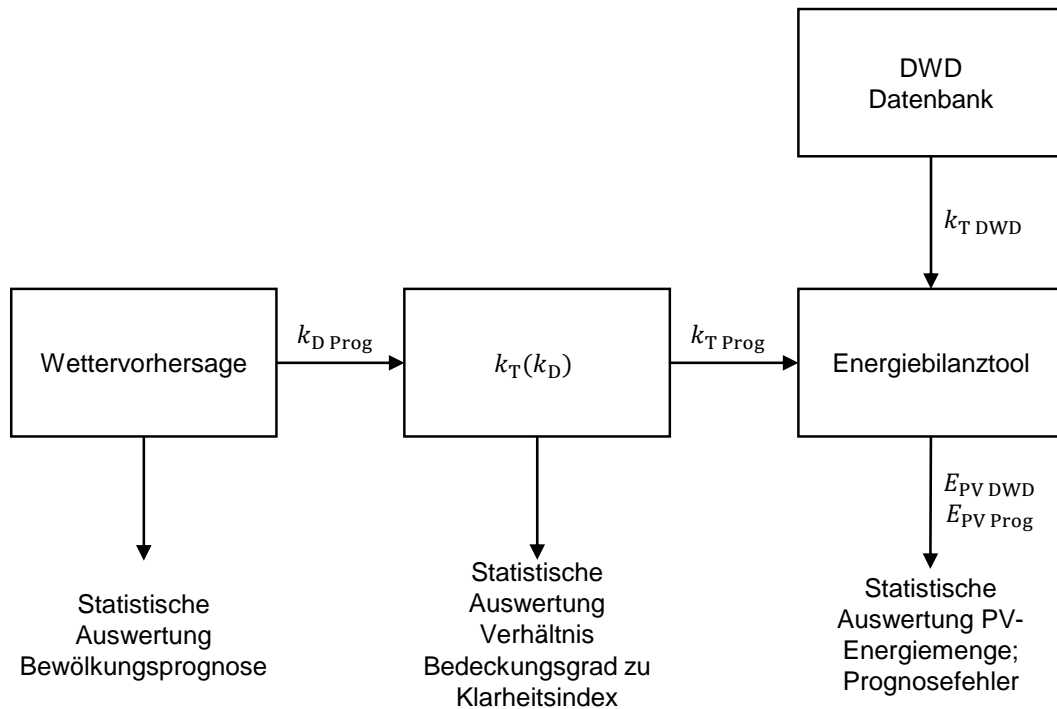 DWD
Datenbank
k_T DWD
Wettervorhersage
k_D Prog
k_T(k_D)
k_T Prog
Energiebilanztool
E_PV DWD
E_PV Prog
Statistische
Auswertung
Bewölkungsprognose
Statistische
Auswertung
Verhältnis
Bedeckungsgrad zu
Klarheitsindex
Statistische
Auswertung PV-
Energiemenge;
Prognosefehler